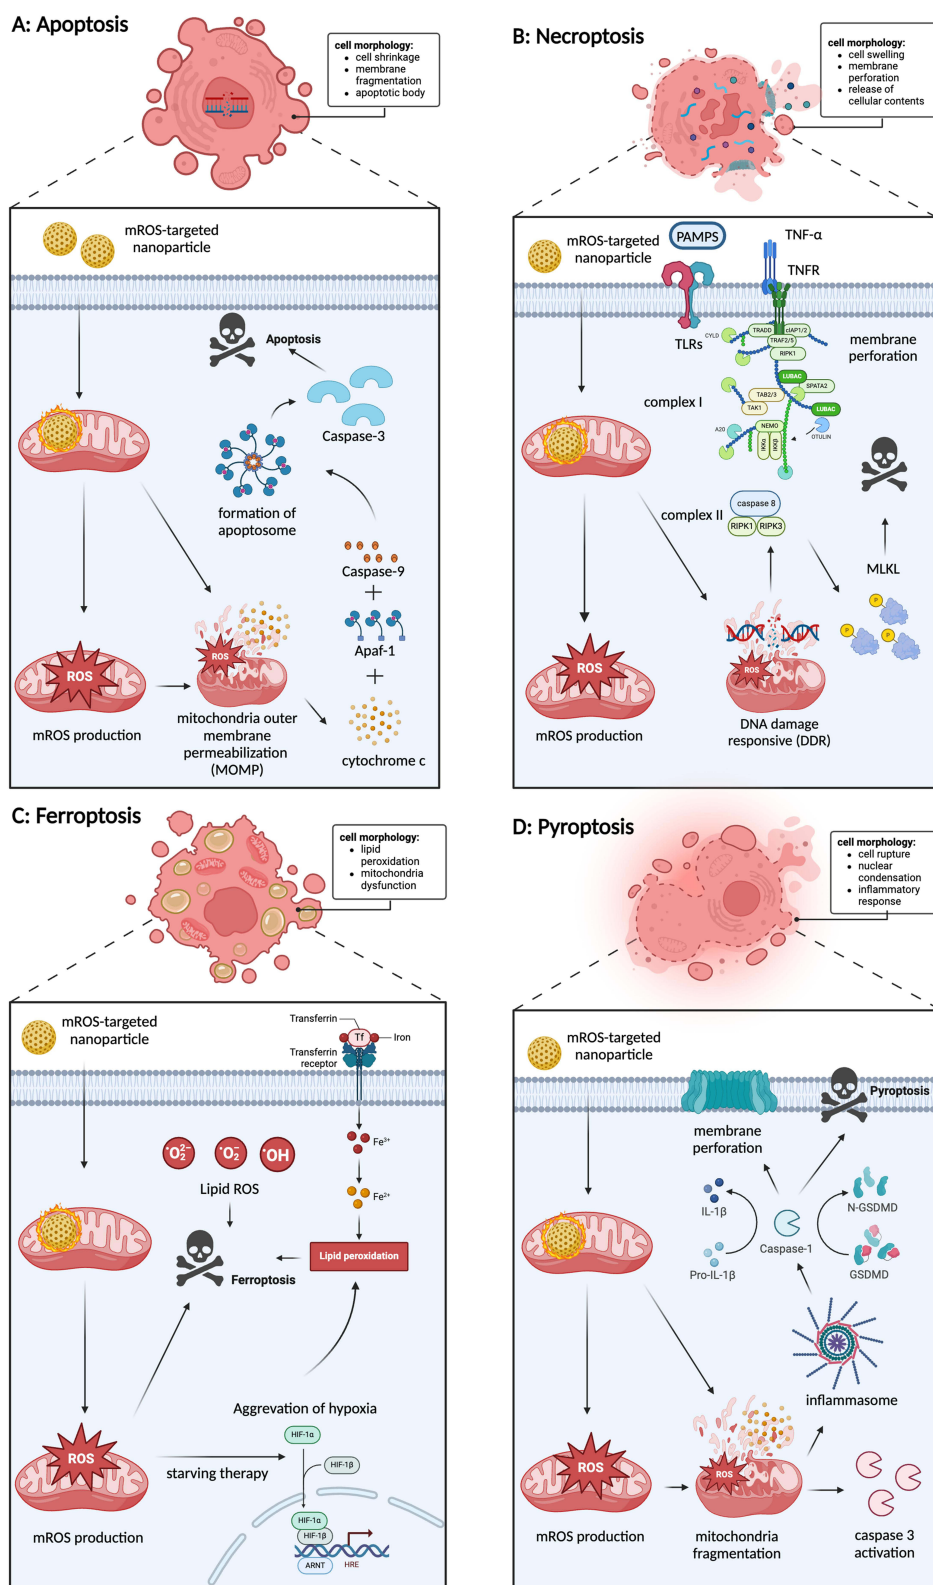 A: Apoptosis
cell morphology:
• cell shrinkage
• membrane
fragmentation
• apoptotic body
mROS-targeted
nanoparticle
Apoptosis
Caspase-3
formation of
apoptosome
Caspase-9
+
Apaf-1
+
ROS
ROS
mROS production
mitochondria outer
membrane
permeabilization
(MOMP)
cytochrome c
B: Necroptosis
cell morphology:
• cell swelling
• membrane
perforation
• release of
cellular contents
mROS-targeted
nanoparticle
PAMPS
TNF-α
TNFR
TLRs
CYLD
TRADD
cIAP1/2
TRAF2/5
RIPK1
membrane
perforation
LUBAC
SPATA2
TAB2/3
TAK1
LUBAC
complex I
A20
NEMO
OTULIN
IKKα
IKKβ
complex II
caspase 8
RIPK1
RIPK3
MLKL
P
P
P
ROS
ROS
mROS production
DNA damage
responsive (DDR)
C: Ferroptosis
cell morphology:
• lipid
peroxidation
• mitochondria
dysfunction
mROS-targeted
nanoparticle
Transferrin
Tf
Iron
Transferrin
receptor
Fe³⁺
•O₂²⁻
•O₂⁻
•OH
Lipid ROS
Fe²⁺
Lipid peroxidation
Ferroptosis
Aggrevation of hypoxia
HIF-1α
ROS
starving therapy
HIF-1β
mROS production
HIF-1α
HIF-1β
ARNT
HRE
D: Pyroptosis
cell morphology:
• cell rupture
• nuclear
condensation
• inflammatory
response
mROS-targeted
nanoparticle
Pyroptosis
membrane
perforation
IL-1β
N-GSDMD
Caspase-1
Pro-IL-1β
GSDMD
inflammasome
ROS
ROS
mROS production
mitochondria
fragmentation
caspase 3
activation